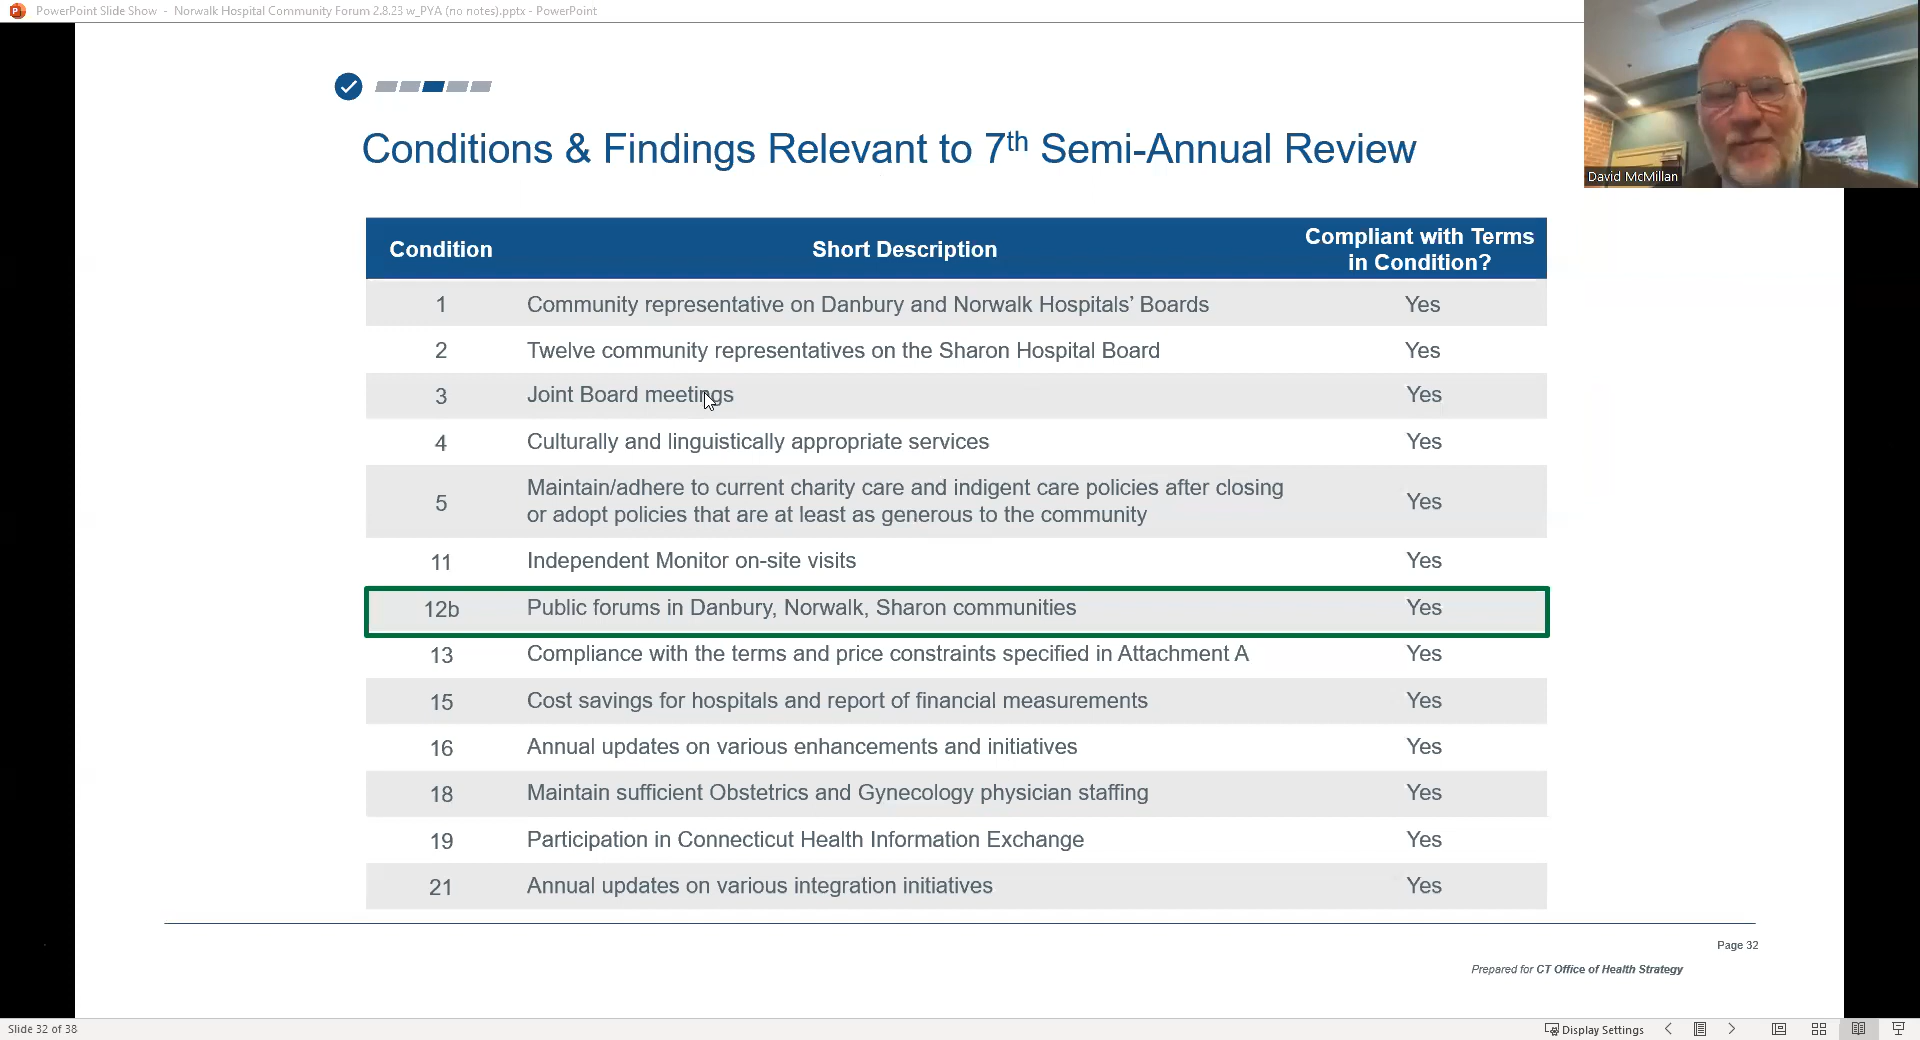 PowerPoint Slide Show - Norwalk Hospital Community Forum 2.8.23 w_PYA (no notes).pptx - PowerPoint
David McMillan
Conditions & Findings Relevant to 7th Semi-Annual Review
Condition Short Description Compliant with Terms
in Condition?
1 Community representative on Danbury and Norwalk Hospitals’ Boards Yes
2 Twelve community representatives on the Sharon Hospital Board Yes
3 Joint Board meetings Yes
4 Culturally and linguistically appropriate services Yes
5 Maintain/adhere to current charity care and indigent care policies after closing
or adopt policies that are at least as generous to the community Yes
11 Independent Monitor on-site visits Yes
12b Public forums in Danbury, Norwalk, Sharon communities Yes
13 Compliance with the terms and price constraints specified in Attachment A Yes
15 Cost savings for hospitals and report of financial measurements Yes
16 Annual updates on various enhancements and initiatives Yes
18 Maintain sufficient Obstetrics and Gynecology physician staffing Yes
19 Participation in Connecticut Health Information Exchange Yes
21 Annual updates on various integration initiatives Yes
Page 32
Prepared for CT Office of Health Strategy
Slide 32 of 38
Display Settings